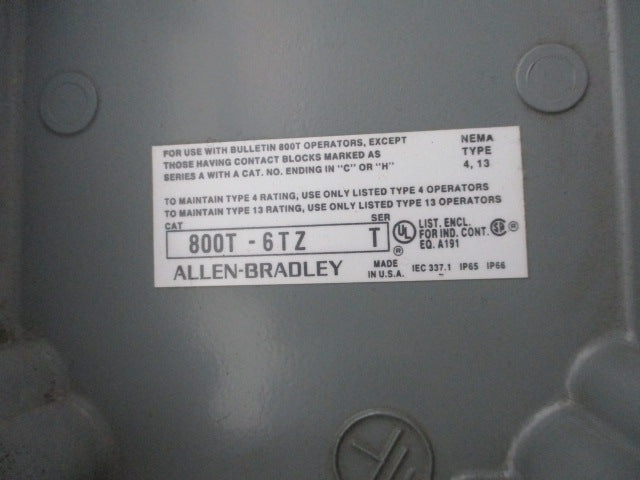 FOR USE WITH BULLETIN 800T OPERATORS, EXCEPT
THOSE HAVING CONTACT BLOCKS MARKED AS
SERIES A WITH A CAT. NO. ENDING IN "C" OR "H"
NEMA
TYPE
4, 13
TO MAINTAIN TYPE 4 RATING, USE ONLY LISTED TYPE 4 OPERATORS
TO MAINTAIN TYPE 13 RATING, USE ONLY LISTED TYPE 13 OPERATORS
CAT SER
800T - 6TZ T
UL ® LIST. ENCL.
FOR IND. CONT.
EQ. A191
SA ®
ALLEN-BRADLEY
MADE
IN U.S.A.
IEC 337.1 IP65 IP66